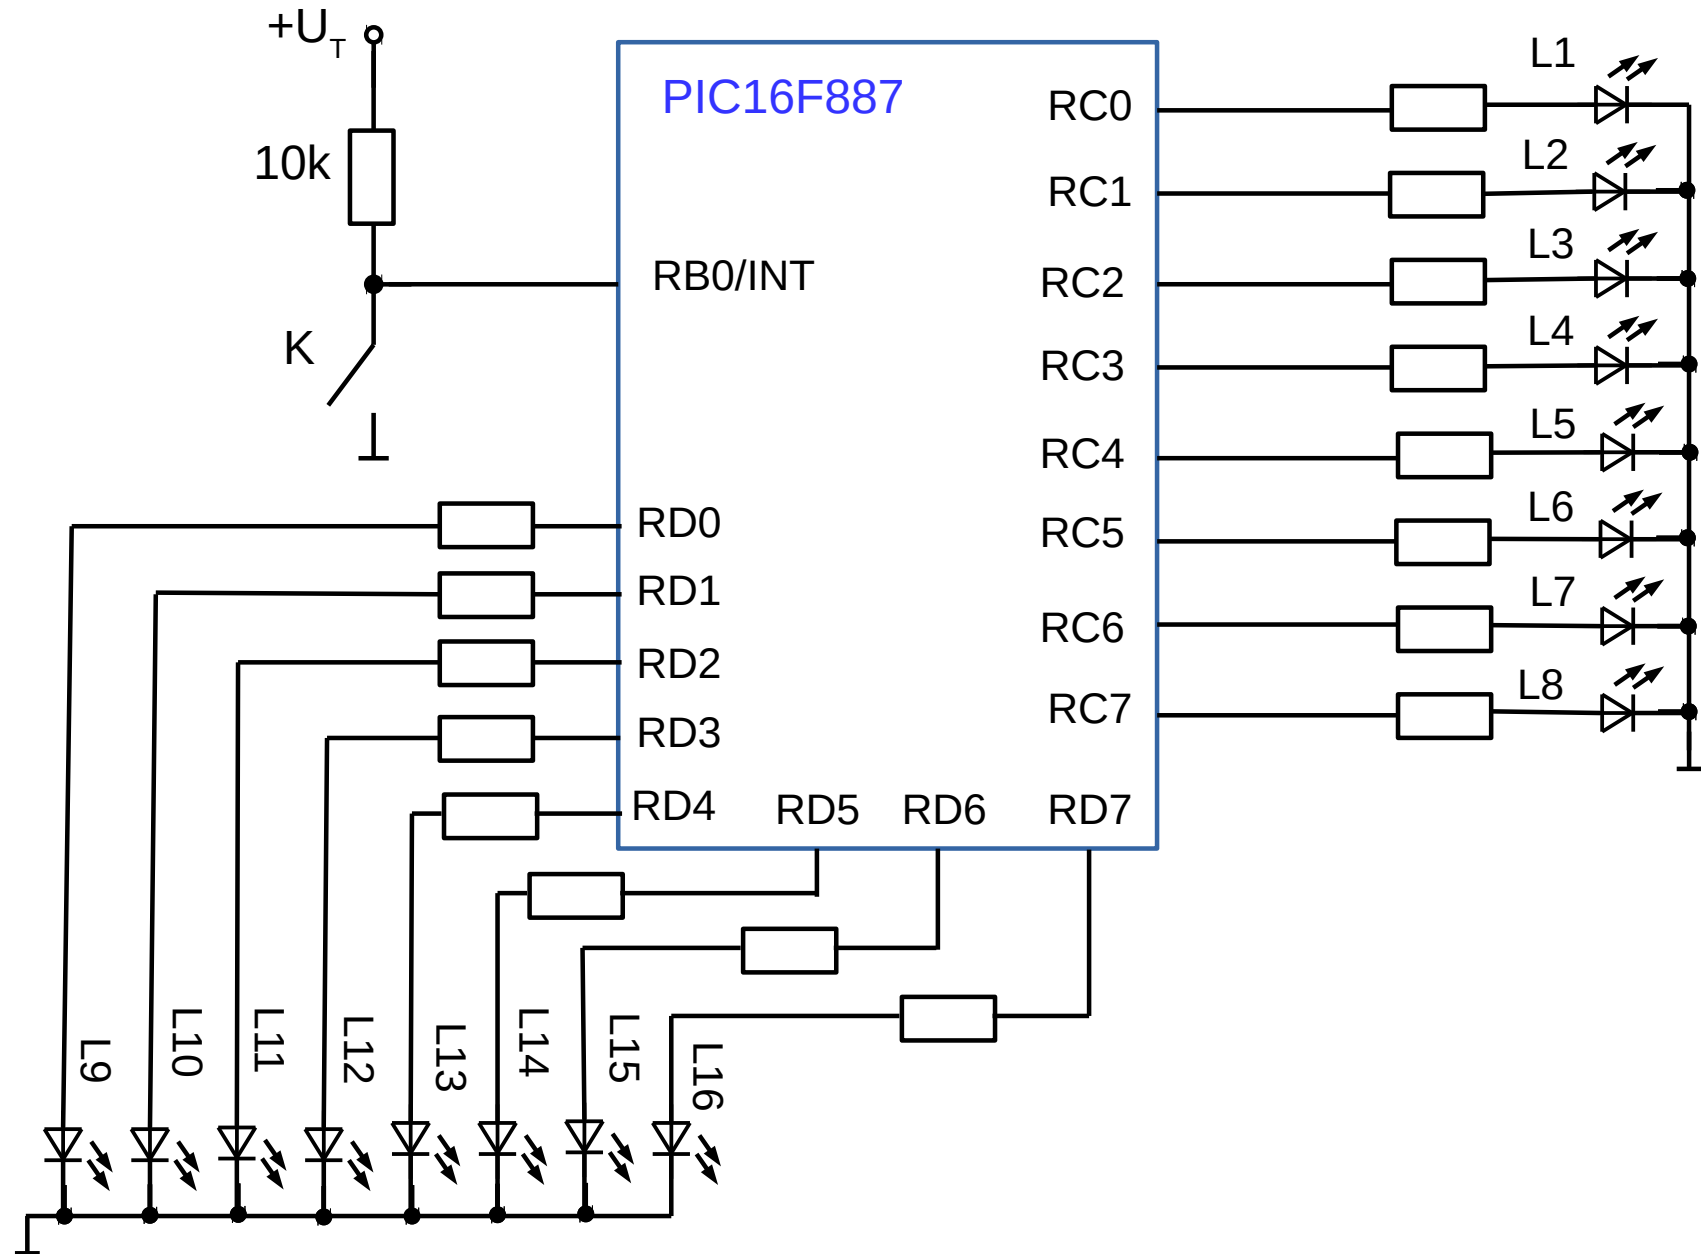 +UT
PIC16F887
10k
RB0/INT
K
RC0
RC1
RC2
RC3
RC4
RC5
RC6
RC7
L1
L2
L3
L4
L5
L6
L7
L8
RD0
RD1
RD2
RD3
RD4
RD5 RD6 RD7
L9
L10
L11
L12
L13
L14
L15
L16